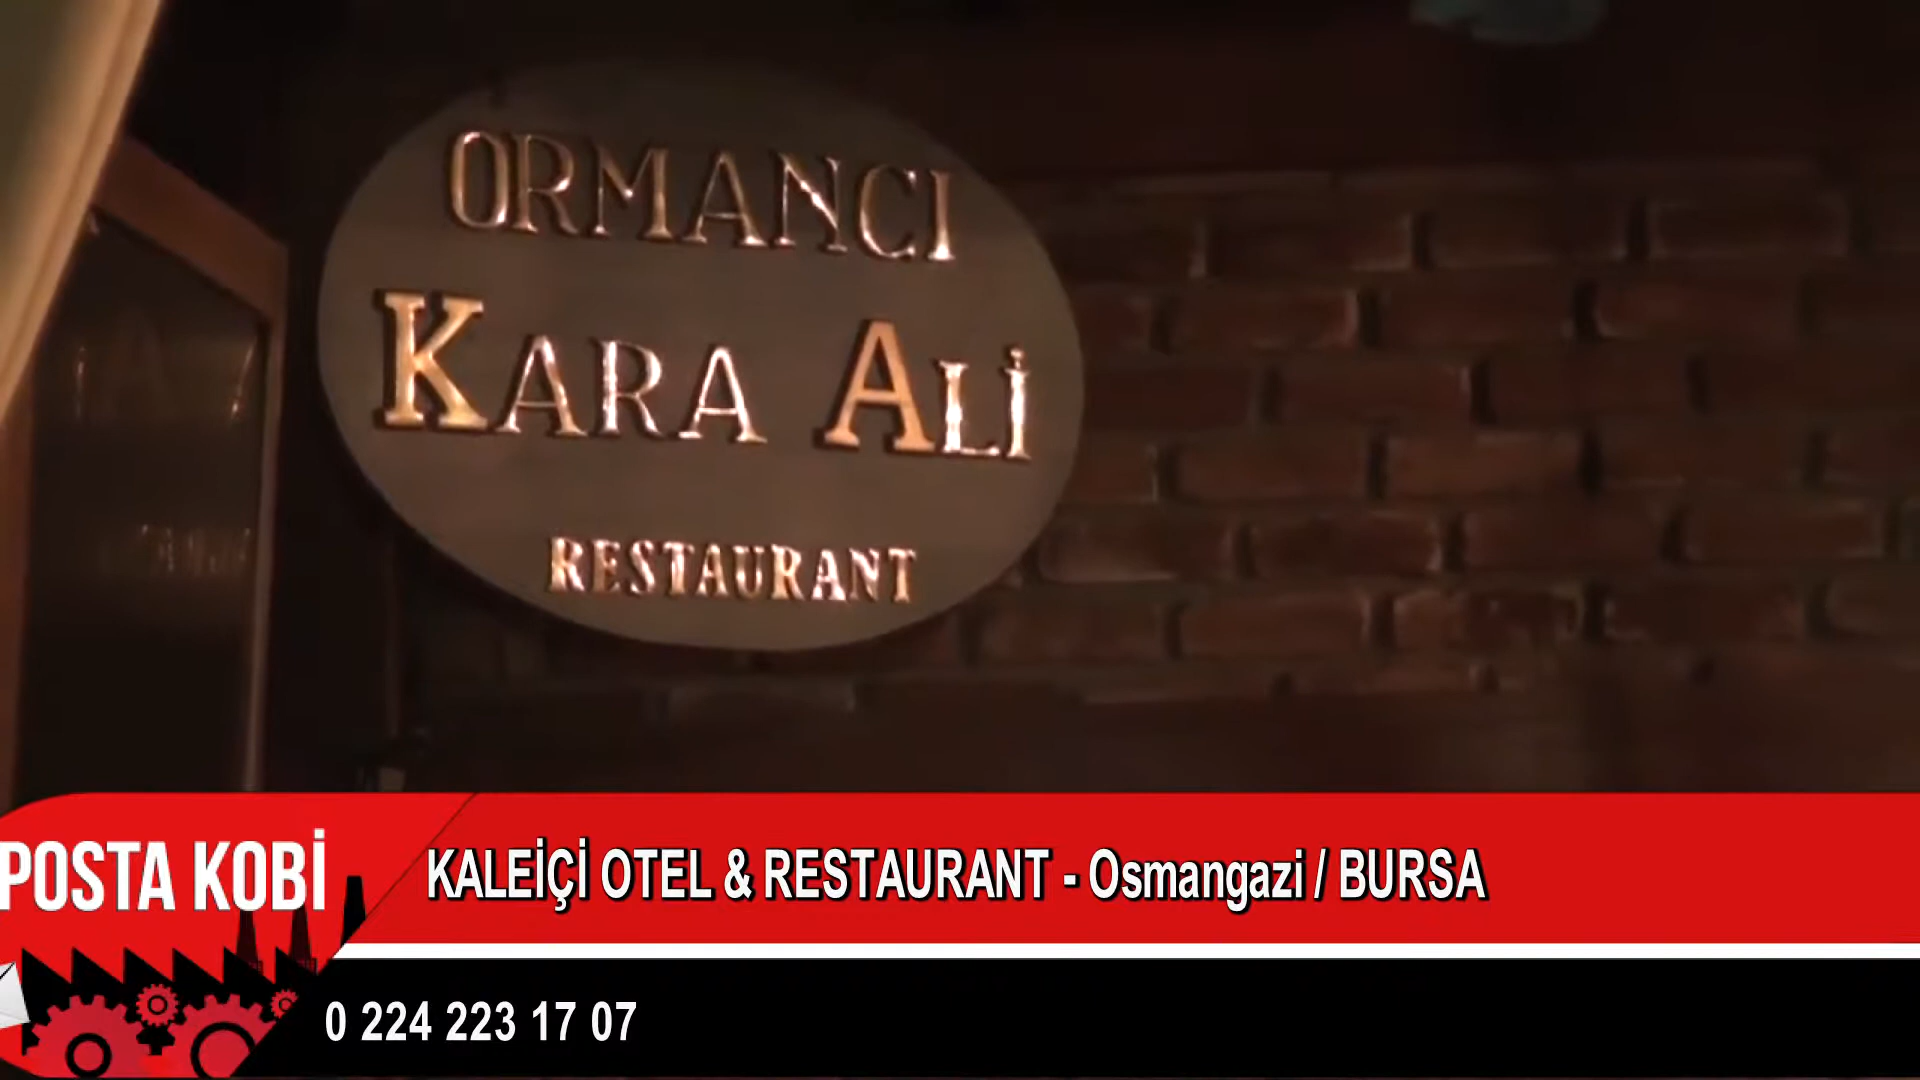 ORMANCI
KARA ALİ
RESTAURANT
POSTA KOBİ
KALEİÇİ OTEL & RESTAURANT - Osmangazi / BURSA
0 224 223 17 07